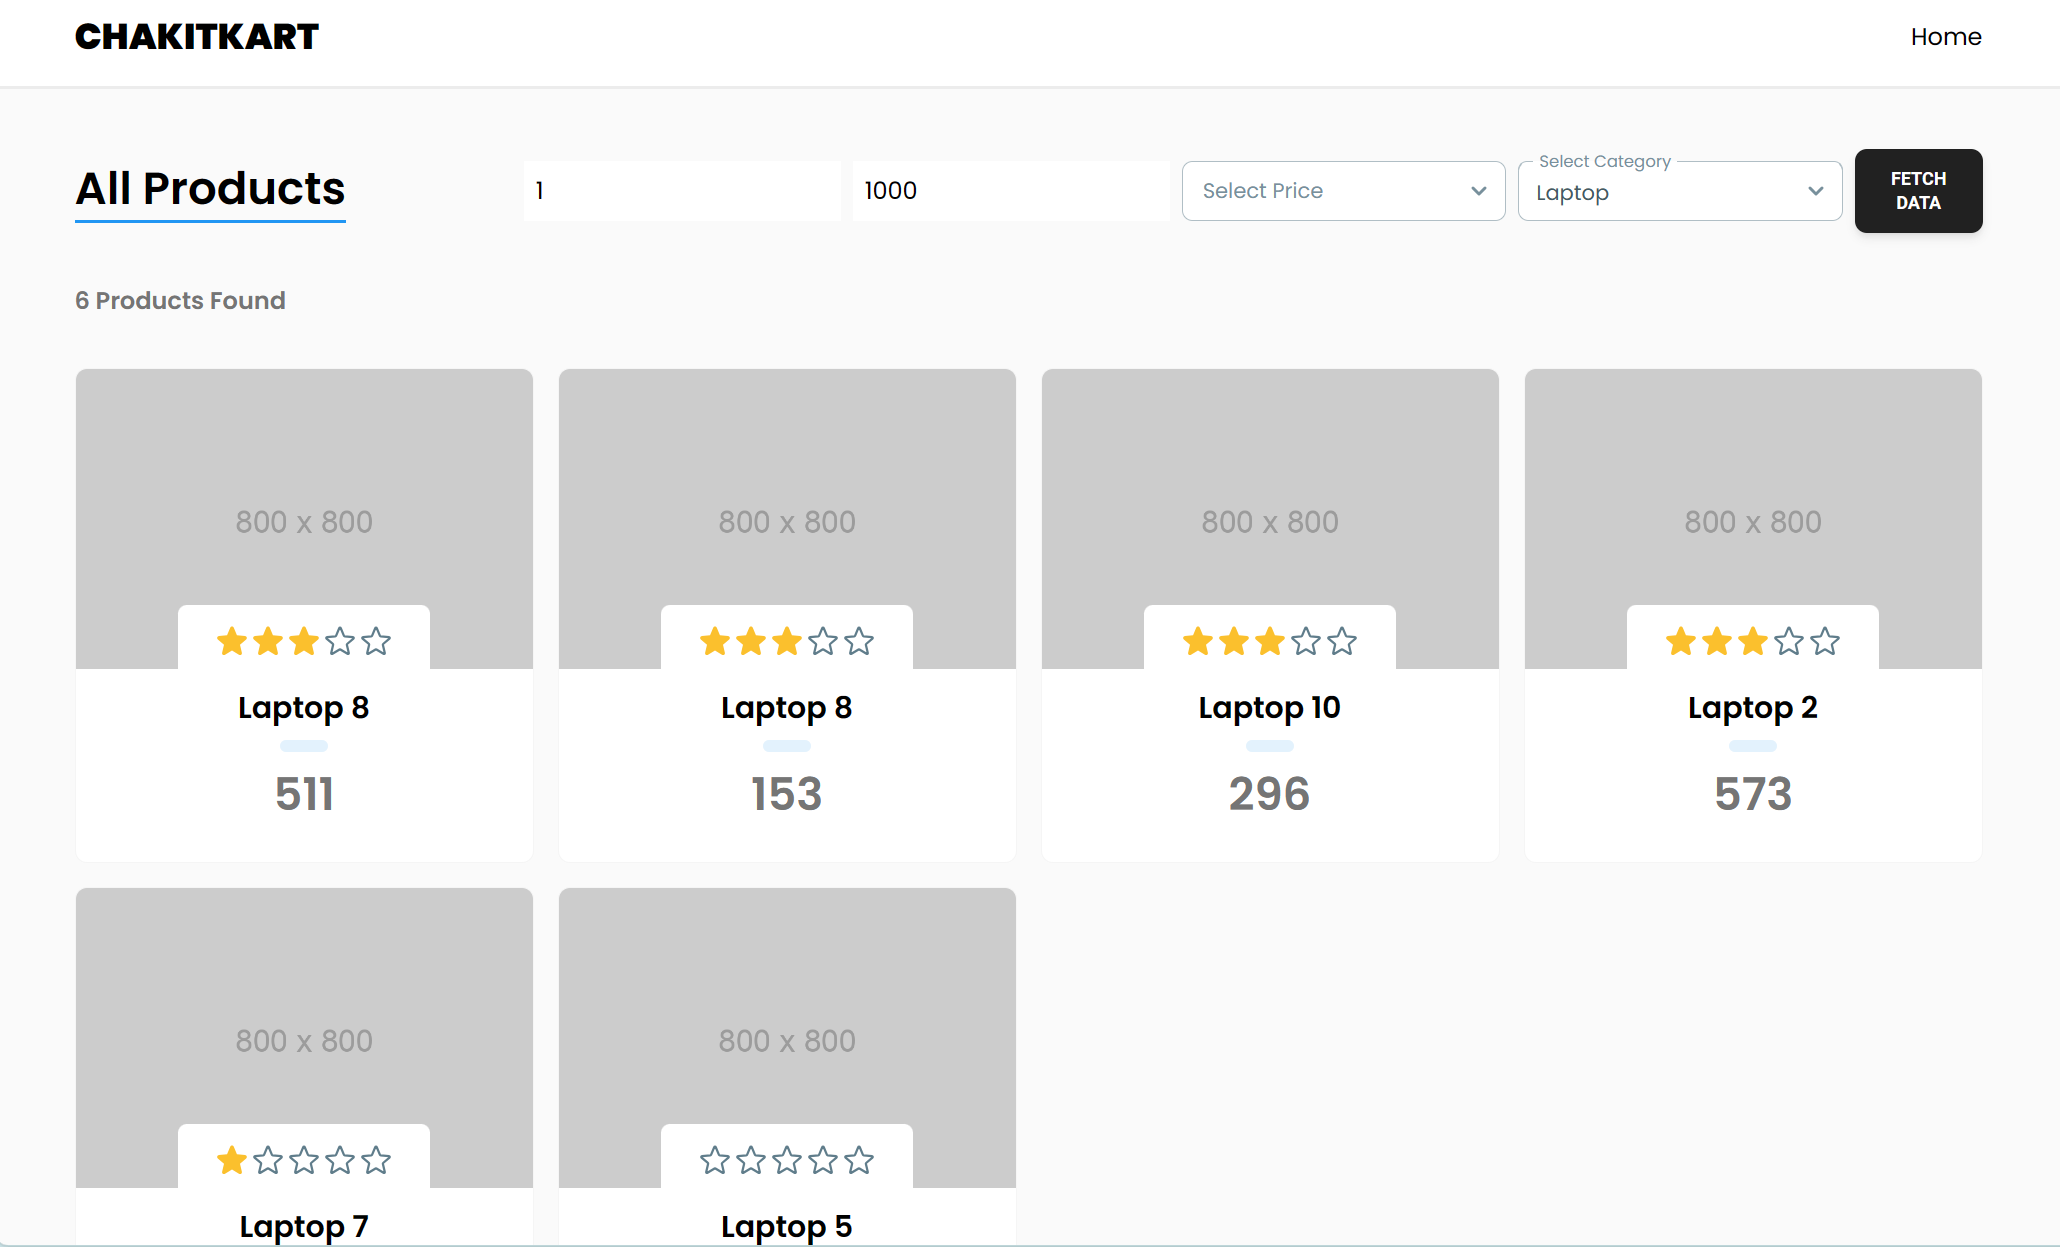 CHAKITKART
Home
All Products
1
1000
Select Price
Select Category
Laptop
FETCH
DATA
6 Products Found
800 x 800
800 x 800
800 x 800
800 x 800
Laptop 8
Laptop 8
Laptop 10
Laptop 2
511
153
296
573
800 x 800
800 x 800
Laptop 7
Laptop 5